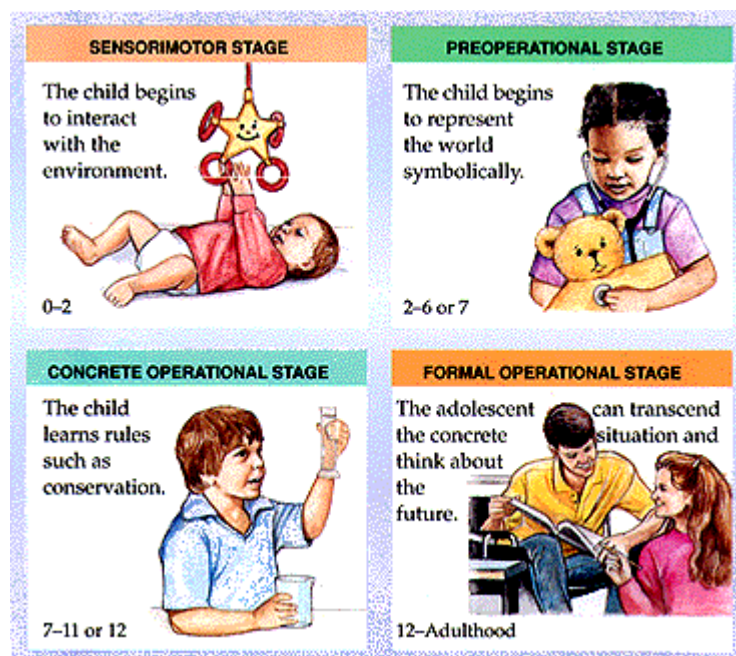 SENSORIMOTOR STAGE
The child begins
to interact
with the
environment.
0–2
PREOPERATIONAL STAGE
The child begins
to represent
the world
symbolically.
2–6 or 7
CONCRETE OPERATIONAL STAGE
The child
learns rules
such as
conservation.
7–11 or 12
FORMAL OPERATIONAL STAGE
The adolescent can transcend
the concrete situation and
think about
the
future.
12–Adulthood